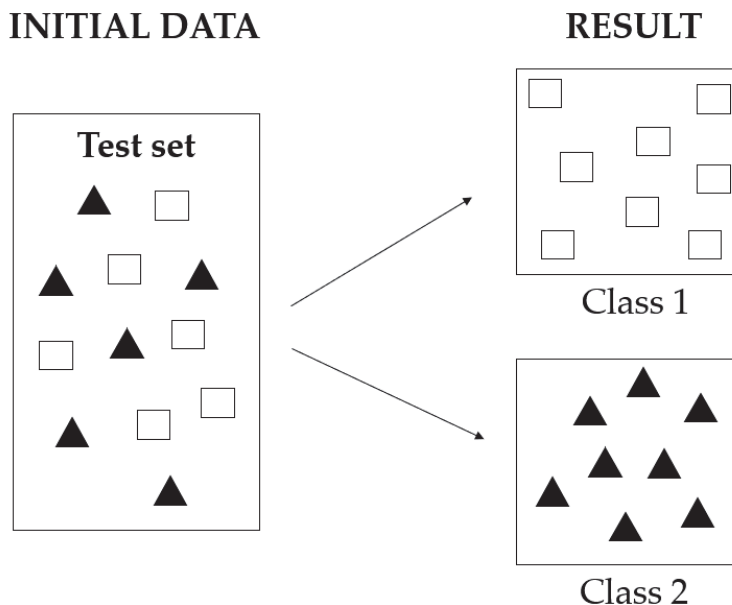 INITIAL DATA
RESULT
Test set
Class 1
Class 2